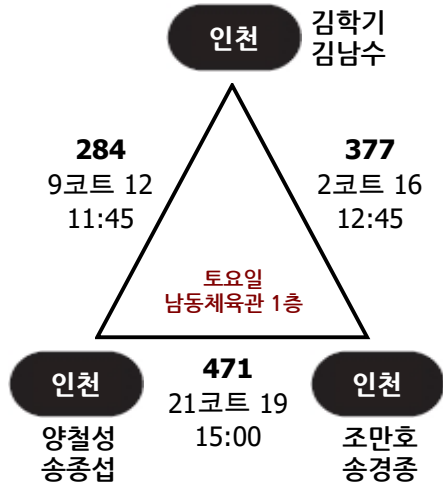 인천
김학기
김남수
284
9코트 12
11:45
377
2코트 16
12:45
토요일
남동체육관 1층
인천
양철성
송종섭
471
21코트 19
15:00
인천
조만호
송경종